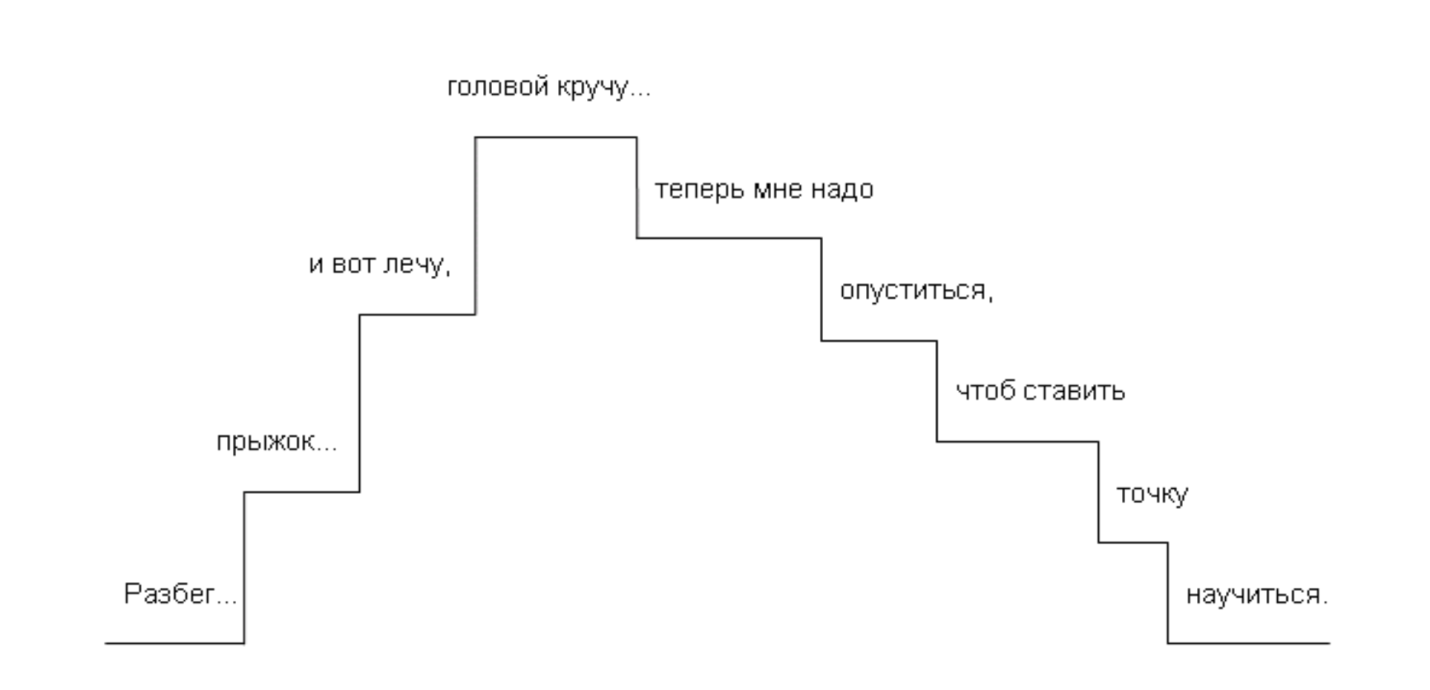 Разбег...
прыжок...
и вот лечу,
головой кручу...
теперь мне надо
опуститься,
чтоб ставить
точку
научиться.